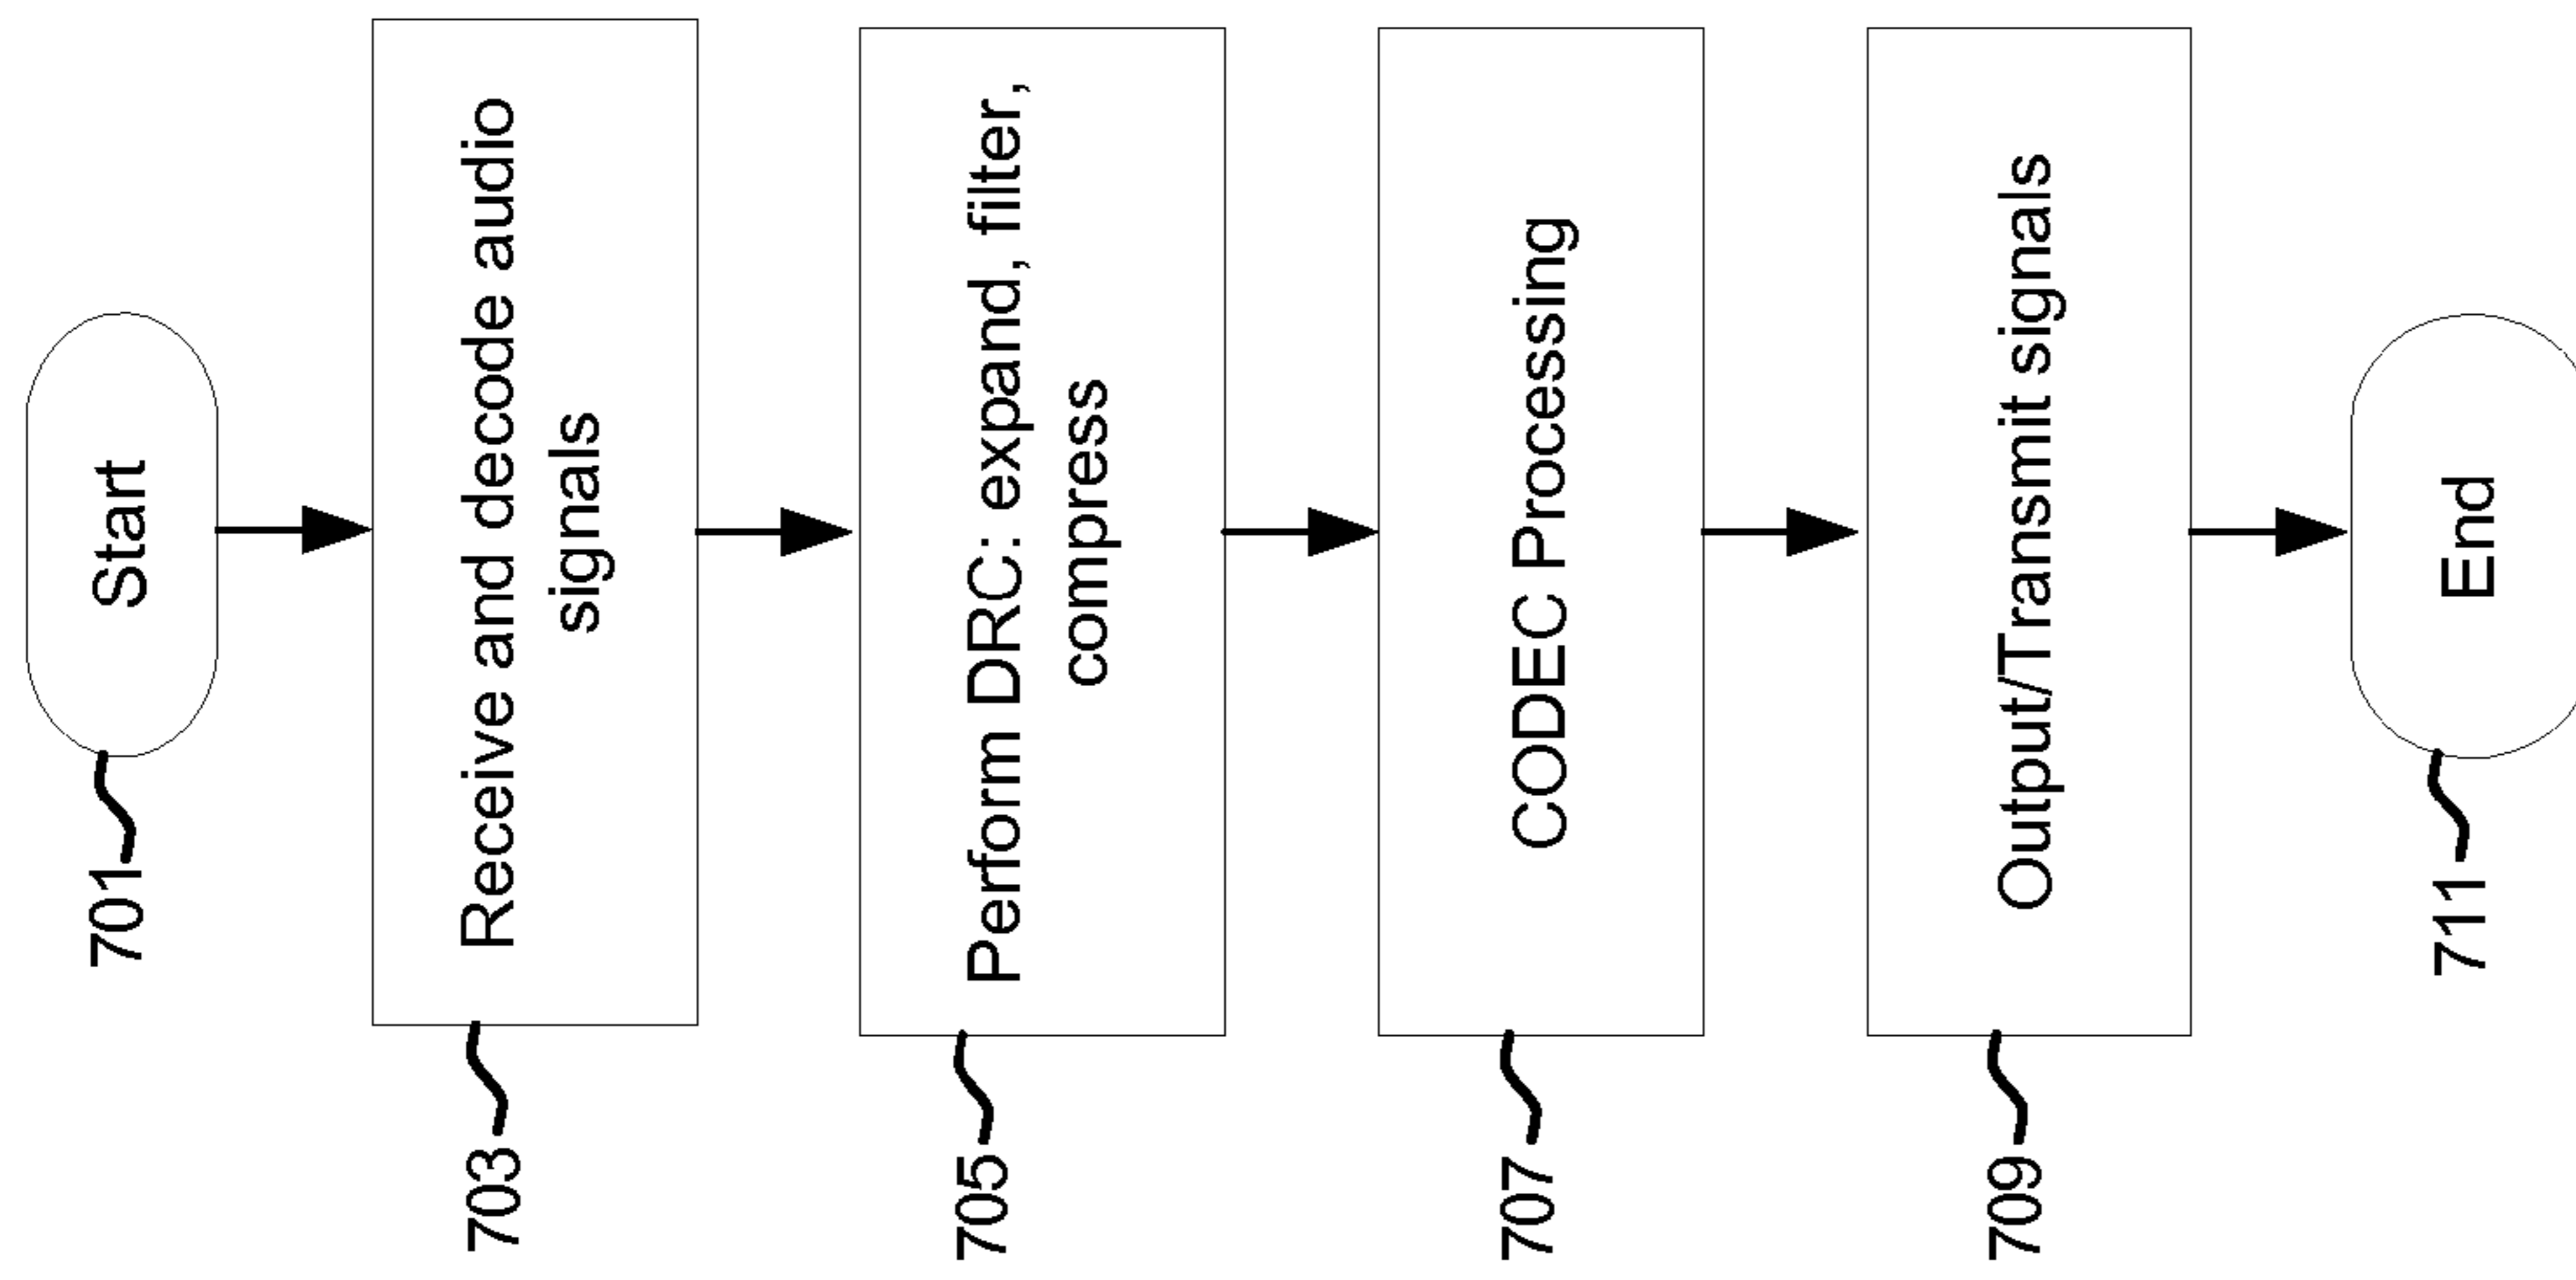 Start
701
Receive and decode audio
signals
703
Perform DRC: expand, filter,
compress
705
CODEC Processing
707
Output/Transmit signals
709
End
711